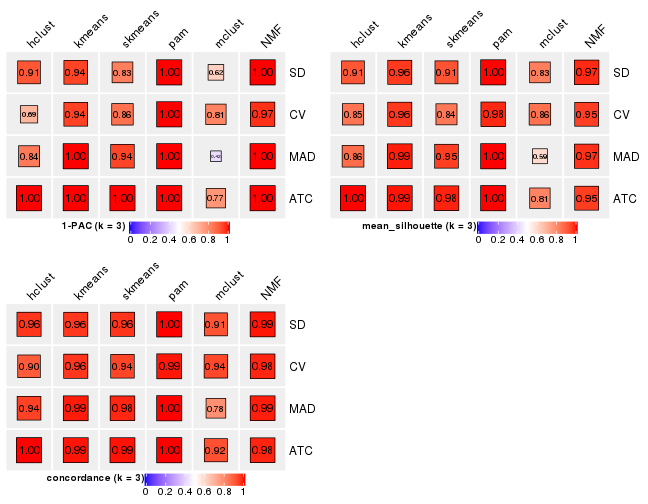 hclust kmeans skmeans pam mclust NMF
0.91 0.94 0.83 1.00 0.62 1.00 SD
0.69 0.94 0.86 1.00 0.81 0.97 CV
0.84 1.00 0.94 1.00 MAD
1.00 1.00 1.00 1.00 0.77 1.00 ATC
1-PAC (k = 3)
0 0.2 0.4 0.6 0.8 1
hclust kmeans skmeans pam mclust NMF
0.91 0.96 0.91 1.00 0.83 0.97 SD
0.85 0.96 0.84 0.98 0.86 0.95 CV
0.86 0.99 0.95 1.00 0.59 0.97 MAD
1.00 0.99 0.98 1.00 0.81 0.95 ATC
mean_silhouette (k = 3)
0 0.2 0.4 0.6 0.8 1
hclust kmeans skmeans pam mclust NMF
0.96 0.96 0.96 1.00 0.91 0.99 SD
0.90 0.96 0.94 0.99 0.94 0.98 CV
0.94 0.99 0.98 1.00 0.78 0.99 MAD
1.00 0.99 0.99 1.00 0.92 0.98 ATC
concordance (k = 3)
0 0.2 0.4 0.6 0.8 1